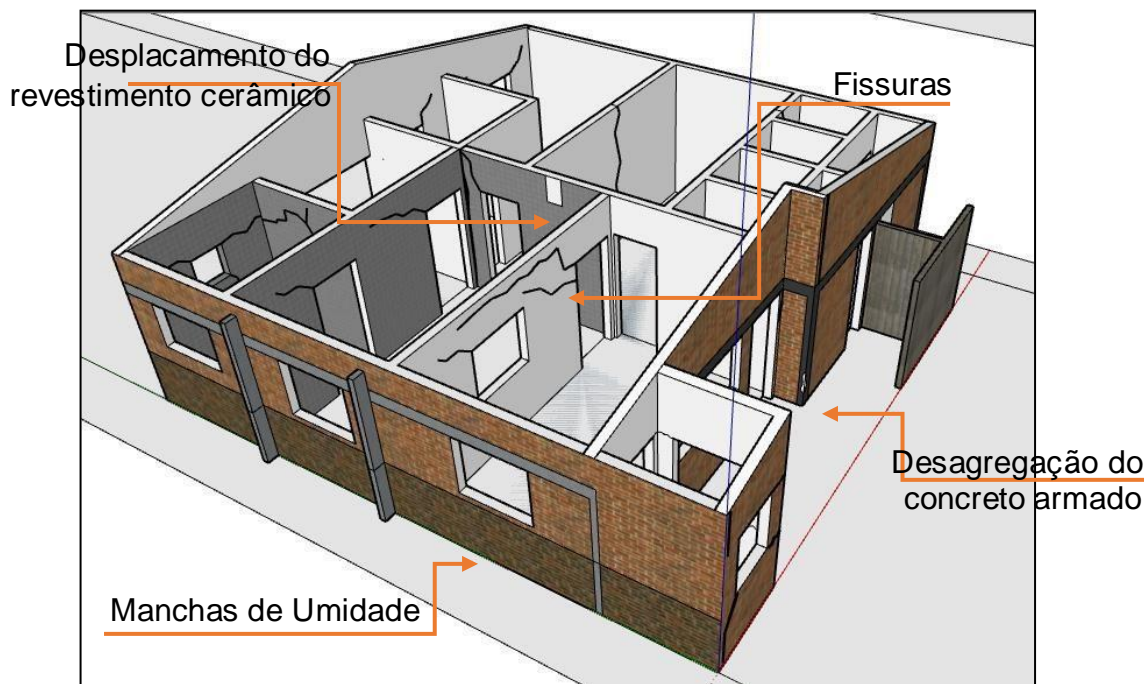 Desplacamento do
revestimento cerâmico
Fissuras
Desagregação do
concreto armado
Manchas de Umidade